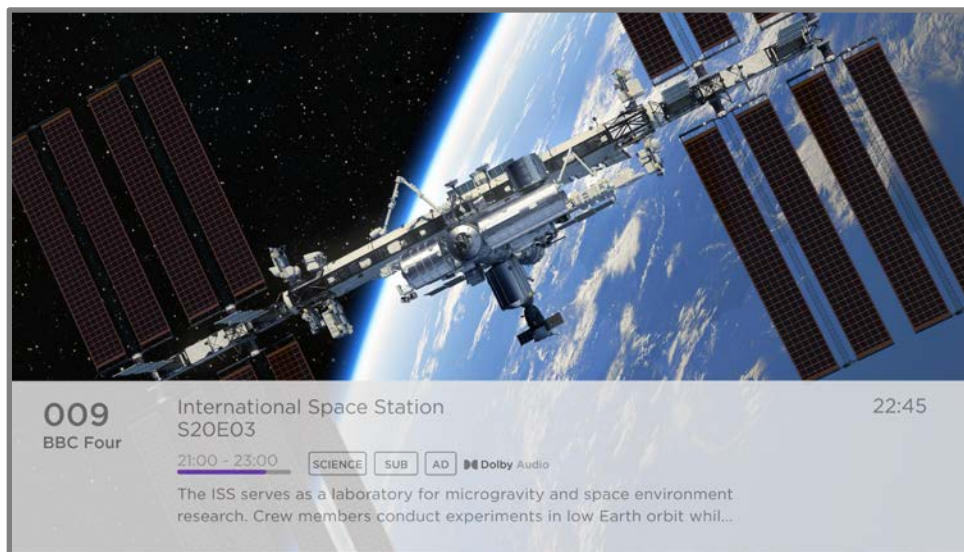 009
BBC Four
International Space Station
S20E03
22:45
21:00 - 23:00
SCIENCE SUB AD Dolby Audio
The ISS serves as a laboratory for microgravity and space environment
research. Crew members conduct experiments in low Earth orbit whil...